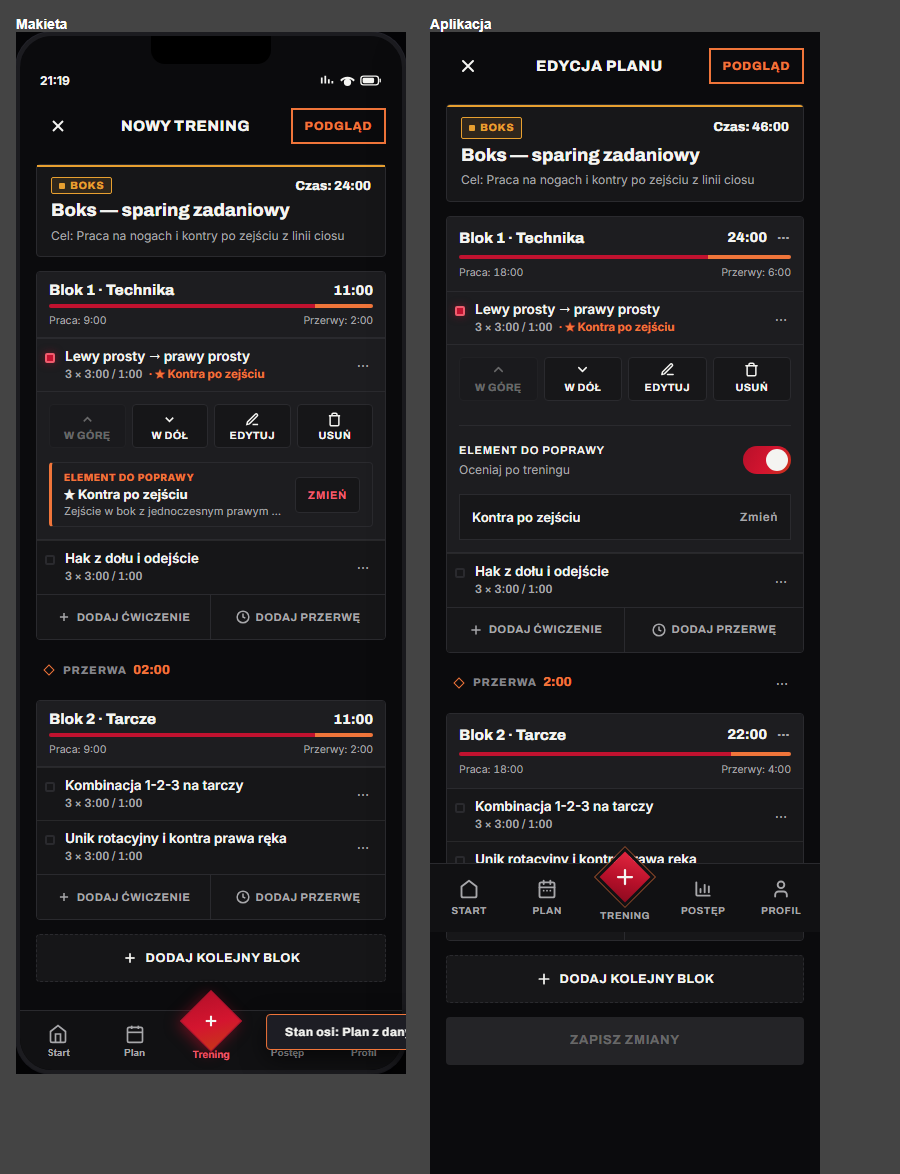 Makieta
21:19
NOWY TRENING
PODGLĄD
BOKS
Czas: 24:00
Boks — sparing zadaniowy
Cel: Praca na nogach i kontry po zejściu z linii ciosu
Blok 1 · Technika
11:00
Praca: 9:00
Przerwy: 2:00
Lewy prosty → prawy prosty
3 × 3:00 / 1:00 · ★ Kontra po zejściu
...
W GÓRĘ
W DÓŁ
EDYTUJ
USUŃ
ELEMENT DO POPRAWY
★ Kontra po zejściu
Zejście w bok z jednoczesnym prawym ...
ZMIEŃ
Hak z dołu i odejście
3 × 3:00 / 1:00
...
+ DODAJ ĆWICZENIE
DODAJ PRZERWĘ
PRZERWA 02:00
Blok 2 · Tarcze
11:00
Praca: 9:00
Przerwy: 2:00
Kombinacja 1-2-3 na tarczy
3 × 3:00 / 1:00
...
Unik rotacyjny i kontra prawa ręka
3 × 3:00 / 1:00
...
+ DODAJ ĆWICZENIE
DODAJ PRZERWĘ
+ DODAJ KOLEJNY BLOK
Stan osi: Plan z
Start
Plan
Trening
Postęp
Profil
Aplikacja
EDYCJA PLANU
PODGLĄD
BOKS
Czas: 46:00
Boks — sparing zadaniowy
Cel: Praca na nogach i kontry po zejściu z linii ciosu
Blok 1 · Technika
24:00 ...
Praca: 18:00
Przerwy: 6:00
Lewy prosty → prawy prosty
3 × 3:00 / 1:00 · ★ Kontra po zejściu
...
W GÓRĘ
W DÓŁ
EDYTUJ
USUŃ
ELEMENT DO POPRAWY
Oceniaj po treningu
Kontra po zejściu
Zmień
Hak z dołu i odejście
3 × 3:00 / 1:00
...
+ DODAJ ĆWICZENIE
DODAJ PRZERWĘ
PRZERWA 2:00
...
Blok 2 · Tarcze
22:00 ...
Praca: 18:00
Przerwy: 4:00
Kombinacja 1-2-3 na tarczy
3 × 3:00 / 1:00
...
Unik rotacyjny i kontra prawa ręka
START
PLAN
TRENING
POSTĘP
PROFIL
+ DODAJ KOLEJNY BLOK
ZAPISZ ZMIANY